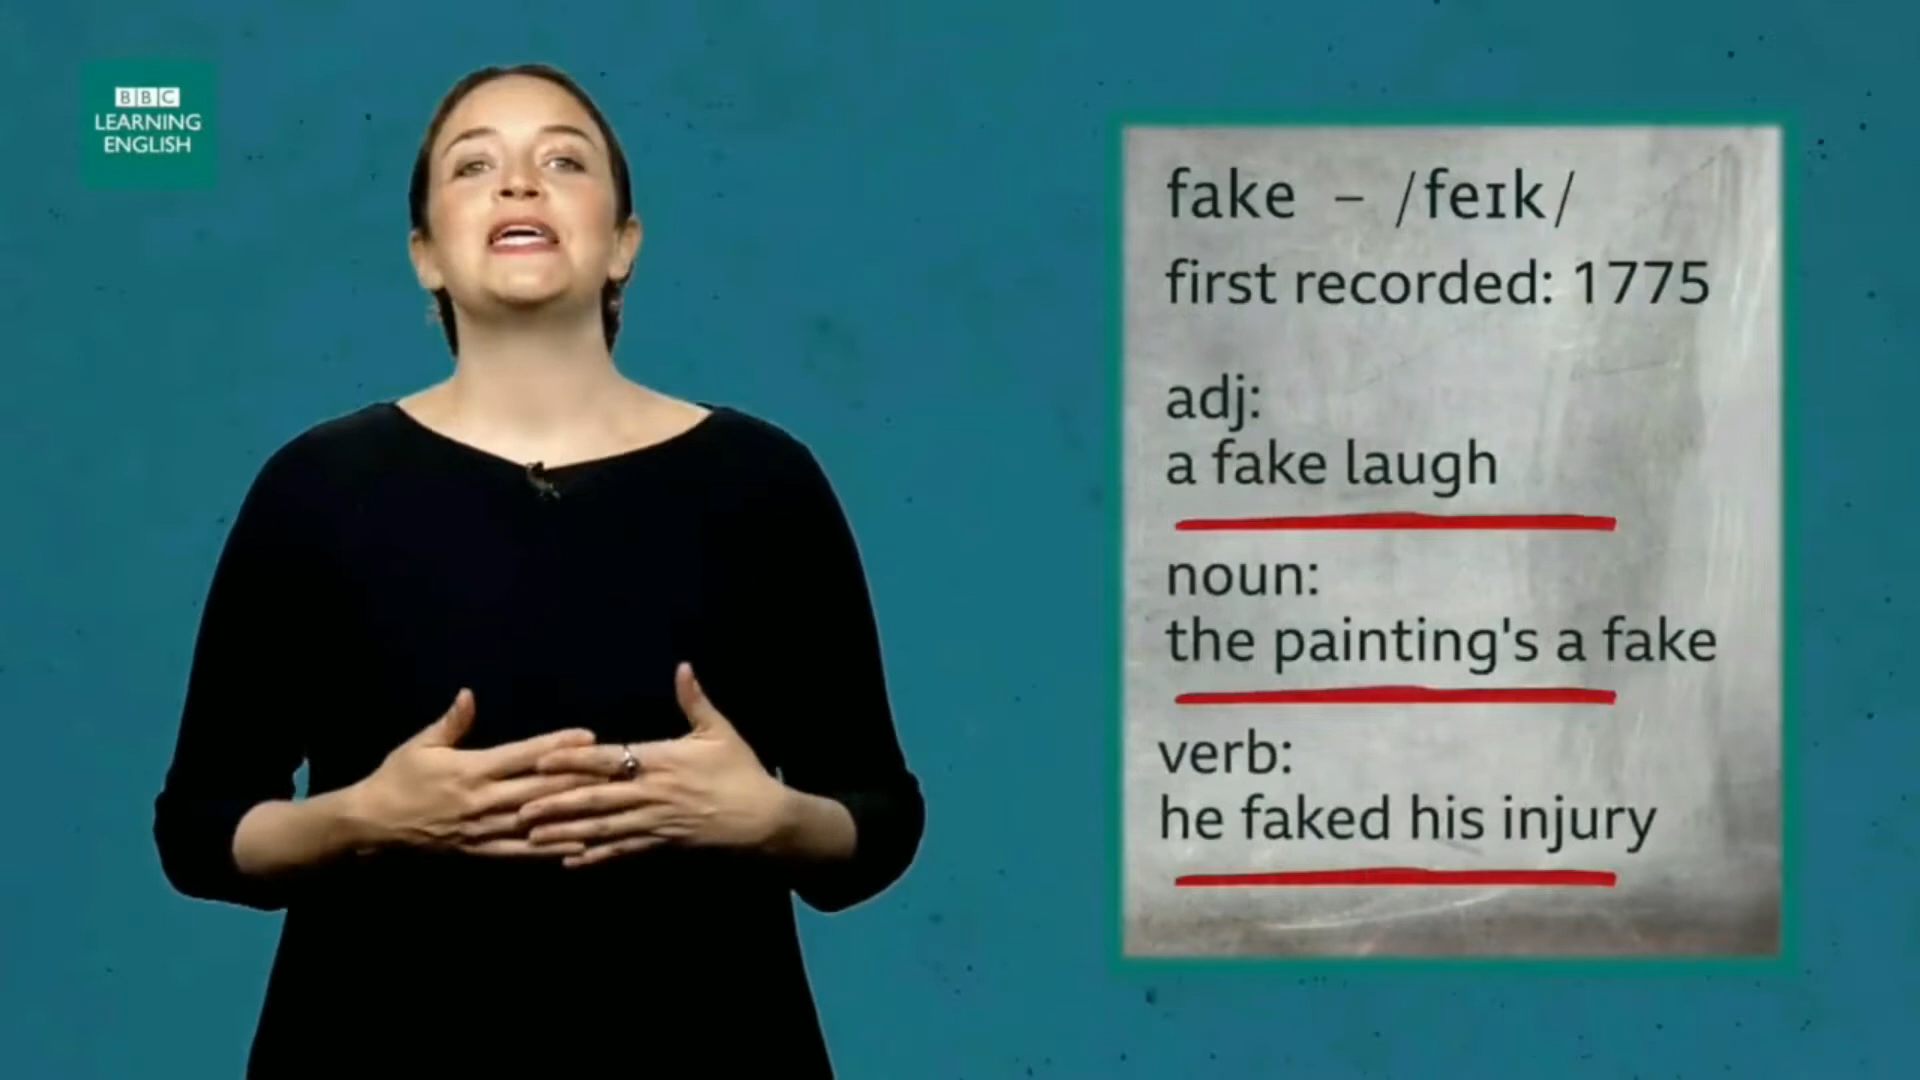 BBC
LEARNING
ENGLISH
fake – /feɪk/
first recorded: 1775
adj:
a fake laugh
noun:
the painting's a fake
verb:
he faked his injury